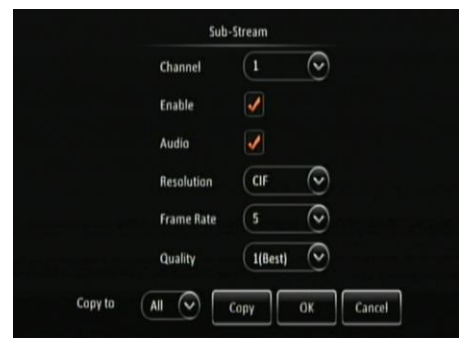 Sub-Stream
Channel 1
Enable
Audio
Resolution CIF
Frame Rate 5
Quality 1(Best)
Copy to All Copy OK Cancel